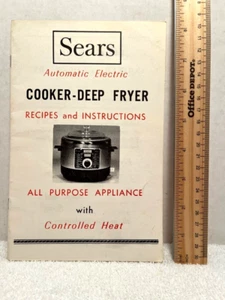 Sears
Automatic Electric
COOKER-DEEP FRYER
RECIPES and INSTRUCTIONS
ALL PURPOSE APPLIANCE
with
Controlled Heat
Office DEPOT